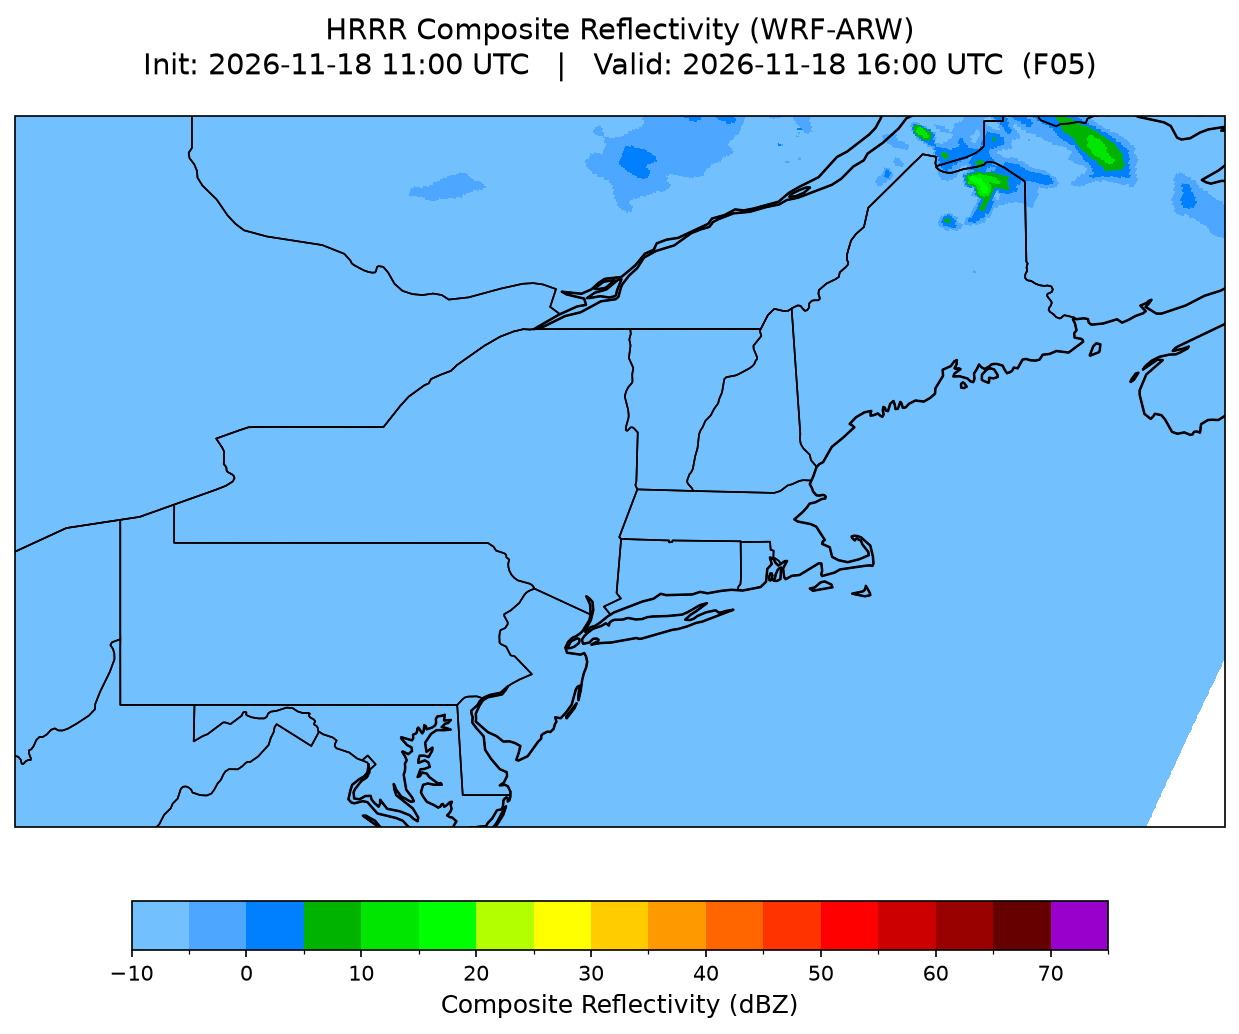 HRRR Composite Reflectivity (WRF-ARW)
Init: 2026-11-18 11:00 UTC   |   Valid: 2026-11-18 16:00 UTC  (F05)
−10 0 10 20 30 40 50 60 70
Composite Reflectivity (dBZ)